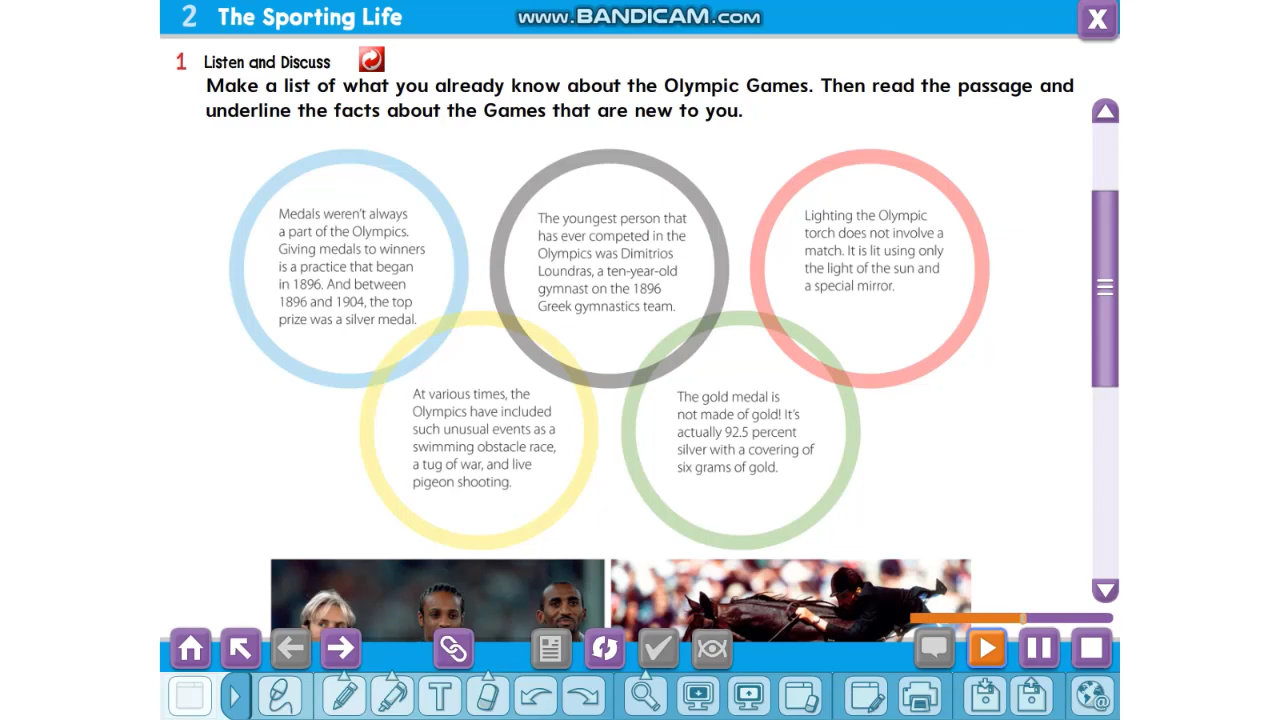 2 The Sporting Life
www.BANDICAM.com
X
1 Listen and Discuss
Make a list of what you already know about the Olympic Games. Then read the passage and
underline the facts about the Games that are new to you.
Medals weren't always
a part of the Olympics.
Giving medals to winners
is a practice that began
in 1896. And between
1896 and 1904, the top
prize was a silver medal.
The youngest person that
has ever competed in the
Olympics was Dimitrios
Loundras, a ten-year-old
gymnast on the 1896
Greek gymnastics team.
Lighting the Olympic
torch does not involve a
match. It is lit using only
the light of the sun and
a special mirror.
At various times, the
Olympics have included
such unusual events as a
swimming obstacle race,
a tug of war, and live
pigeon shooting.
The gold medal is
not made of gold! It's
actually 92.5 percent
silver with a covering of
six grams of gold.
T